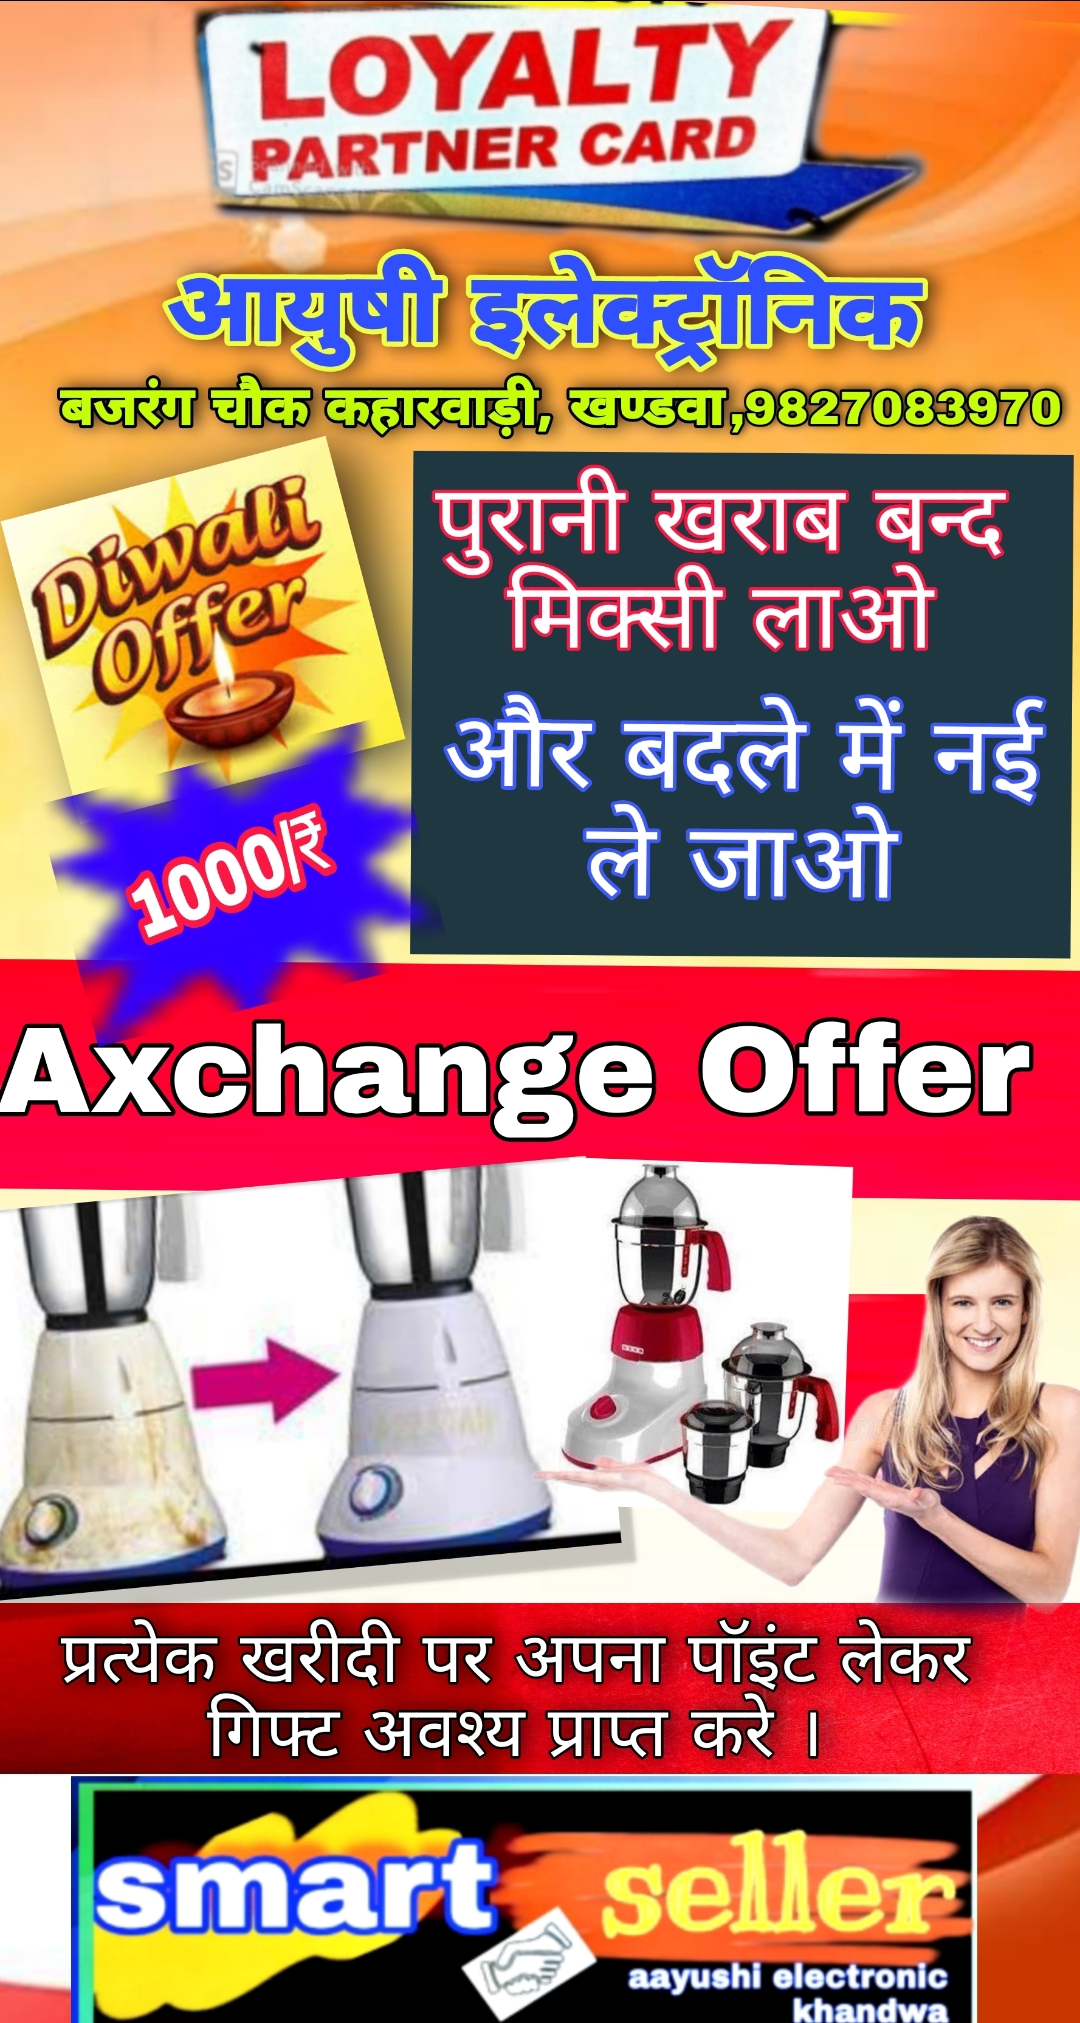 LOYALTY
PARTNER CARD
आयुषी इलेक्ट्रॉनिक
बजरंग चौक कहारवाड़ी, खण्डवा,9827083970
Diwali
Offer
पुरानी खराब बन्द
मिक्सी लाओ
और बदले में नई
ले जाओ
1000/₹
Axchange Offer
प्रत्येक खरीदी पर अपना पॉइंट लेकर
गिफ्ट अवश्य प्राप्त करे ।
smart seller
aayushi electronic
khandwa